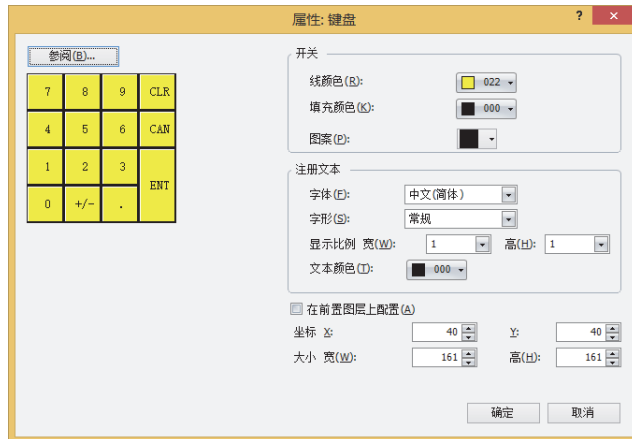 属性: 键盘
? ×
参阅(B)...
7 8 9 CLR
4 5 6 CAN
1 2 3
ENT
0 +/- .
开关
线颜色(R): 022
填充颜色(K): 000
图案(P):
注册文本
字体(F): 中文(简体)
字形(S): 常规
显示比例 宽(W): 1 高(H): 1
文本颜色(T): 000
在前置图层上配置(A)
坐标 X: 40 Y: 40
大小 宽(W): 161 高(H): 161
确定 取消